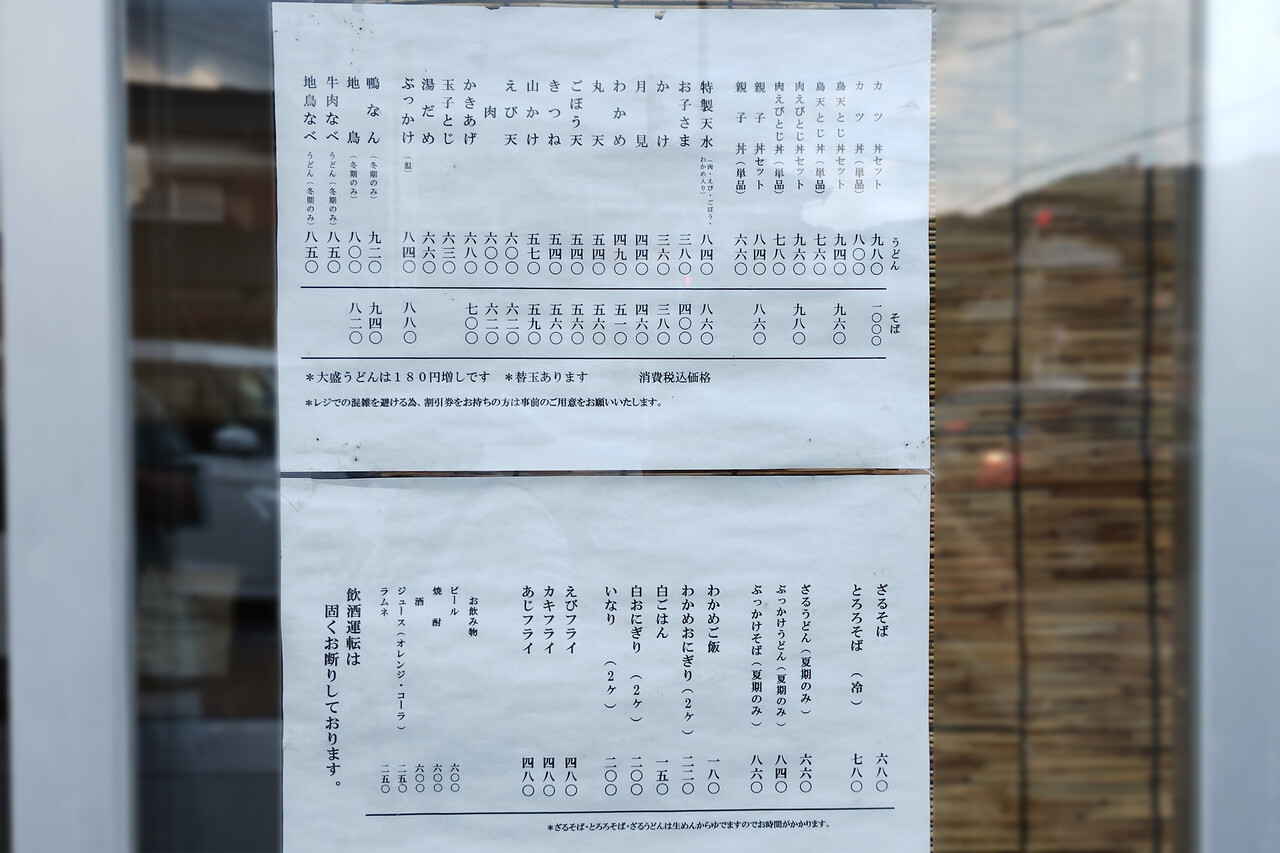 うどん
そば
カツ丼セット 九八〇 一〇〇〇
カツ丼(単品) 八〇〇
鳥天とじ丼セット 九四〇 九六〇
鳥天とじ丼(単品) 七六〇
肉えびとじ丼セット 九六〇 九八〇
肉えびとじ丼(単品) 七八〇
親子丼セット 八四〇 八六〇
親子丼(単品) 六六〇
特製天水(肉・えび・ごぼう・わかめ入り) 八四〇 八六〇
お子さま 三八〇 四〇〇
かけ 三六〇 三八〇
月見 四四〇 四六〇
わかめ 四九〇 五一〇
丸天 五四〇 五六〇
ごぼう天 五四〇 五六〇
きつね 五四〇 五六〇
山かけ 五七〇 五九〇
えび天 六〇〇 六二〇
肉 六〇〇 六二〇
かきあげ 六八〇 七〇〇
玉子とじ 六三〇
湯だめ 六六〇
ぶっかけ(温) 八四〇 八八〇
鴨なん(冬期のみ) 九二〇 九四〇
地鳥(冬期のみ) 八〇〇 八二〇
牛肉なべうどん(冬期のみ) 八五〇
地鳥なべうどん(冬期のみ) 八五〇
*大盛うどんは180円増しです *替玉あります 消費税込価格
*レジでの混雑を避ける為、割引券をお持ちの方は事前のご用意をお願いいたします。
ざるそば 六八〇
とろろそば(冷) 七八〇
ざるうどん(夏期のみ) 六六〇
ぶっかけうどん(夏期のみ) 八四〇
ぶっかけそば(夏期のみ) 八六〇
わかめご飯 一八〇
わかめおにぎり(2ヶ) 二二〇
白ごはん 一五〇
白おにぎり(2ヶ) 二〇〇
いなり(2ヶ) 二〇〇
えびフライ 四八〇
カキフライ 四八〇
あじフライ 四八〇
お飲み物
ビール 六〇〇
焼酎 六〇〇
酒 六〇〇
ジュース(オレンジ・コーラ) 二五〇
ラムネ 二五〇
飲酒運転は
固くお断りしております。
*ざるそば・とろろそば・ざるうどんは生めんからゆでますのでお時間がかかります。